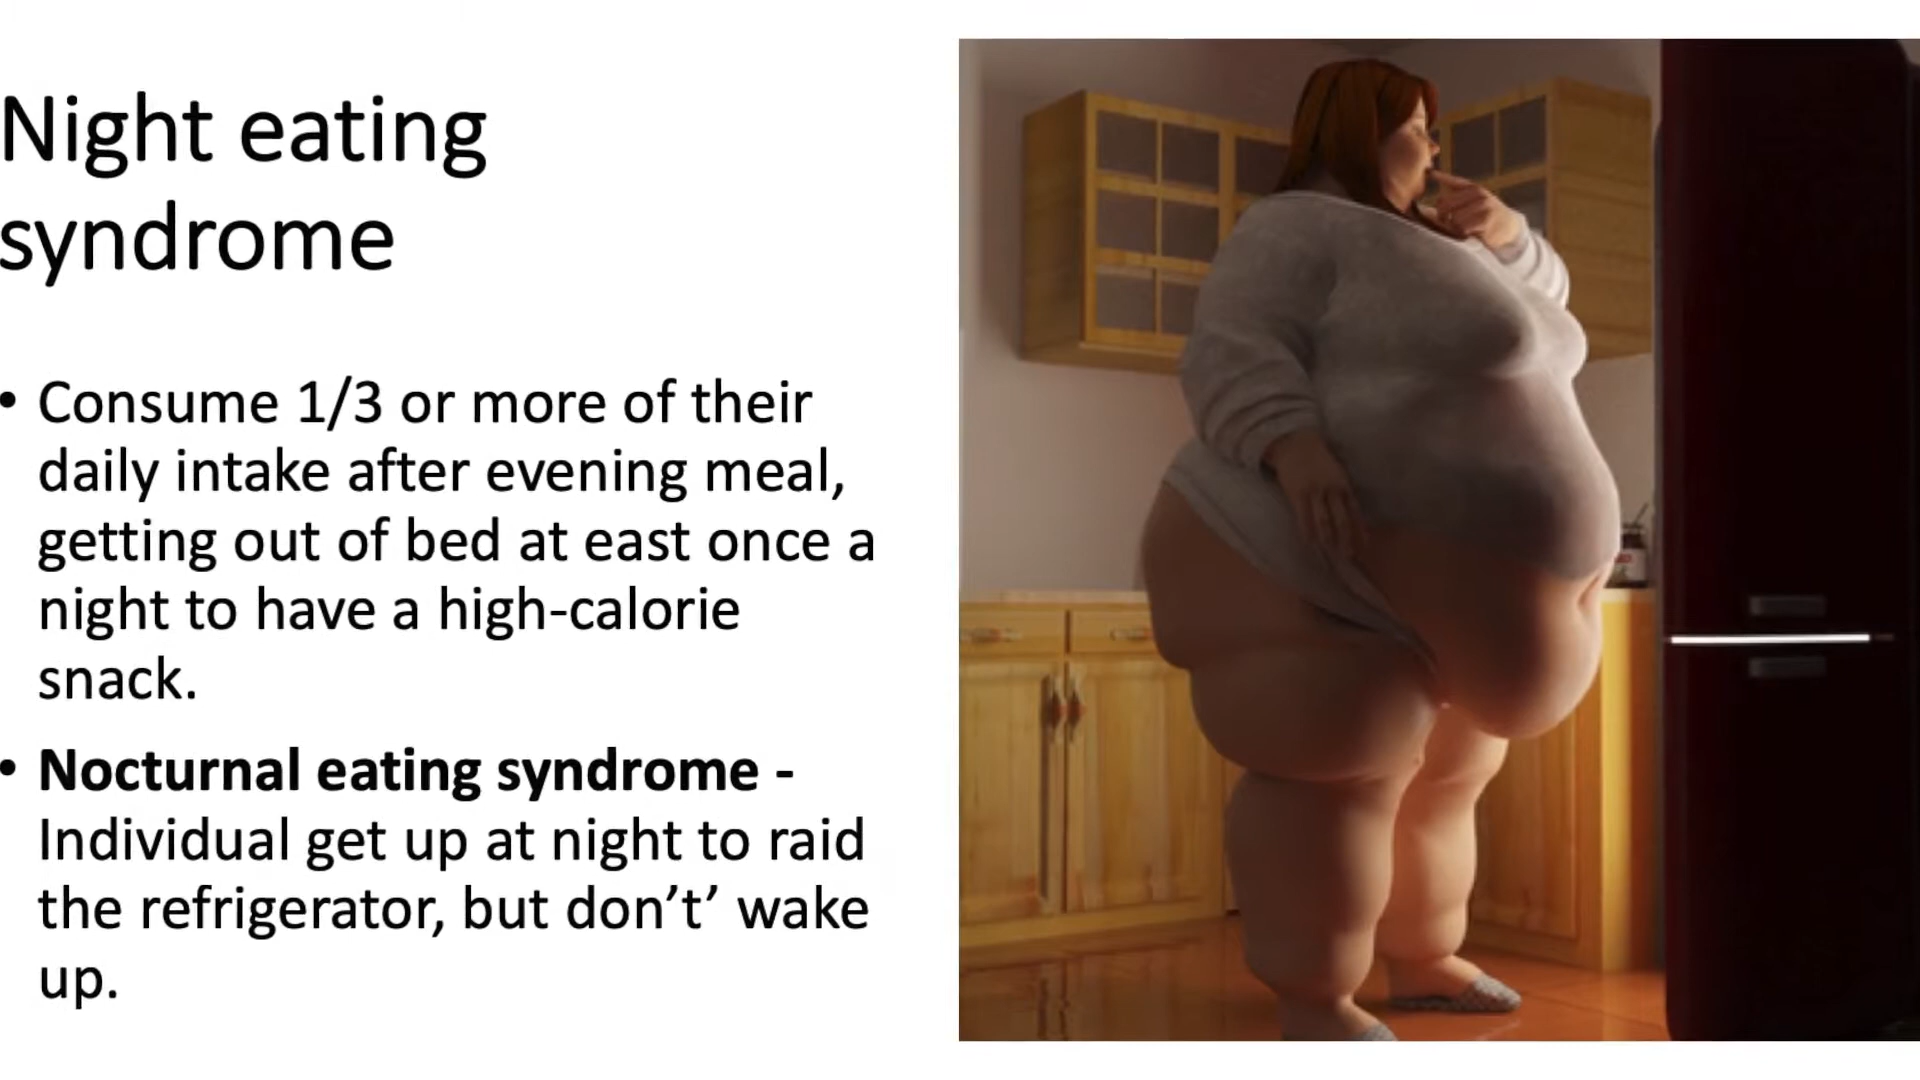 Night eating
syndrome
• Consume 1/3 or more of their
daily intake after evening meal,
getting out of bed at east once a
night to have a high-calorie
snack.
• Nocturnal eating syndrome -
Individual get up at night to raid
the refrigerator, but don’t’ wake
up.